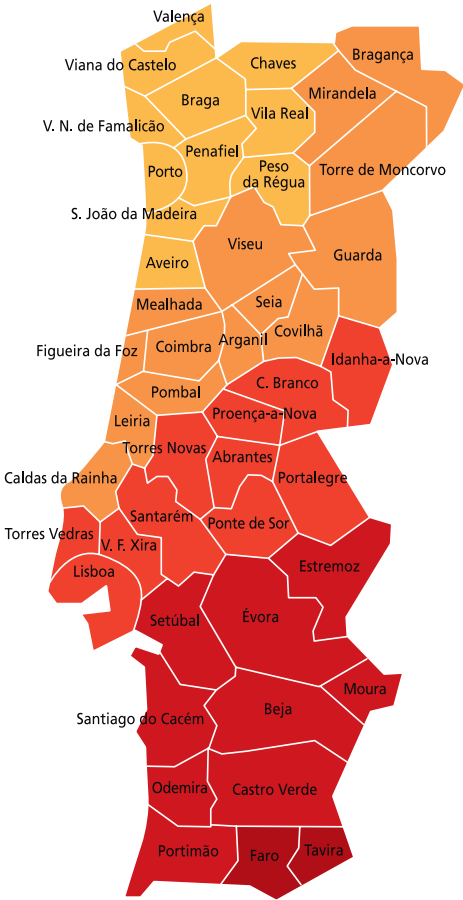 Valença
Bragança
Viana do Castelo
Chaves
Mirandela
Braga
Vila Real
V. N. de Famalicão
Penafiel
Porto
Peso
da Régua
Torre de Moncorvo
S. João da Madeira
Viseu
Guarda
Aveiro
Mealhada
Seia
Covilhã
Arganil
Coimbra
Figueira da Foz
Idanha-a-Nova
C. Branco
Pombal
Proença-a-Nova
Leiria
Torres Novas
Abrantes
Caldas da Rainha
Portalegre
Santarém
Ponte de Sor
Torres Vedras
V. F. Xira
Estremoz
Lisboa
Évora
Setúbal
Moura
Beja
Santiago do Cacém
Odemira
Castro Verde
Portimão
Faro
Tavira